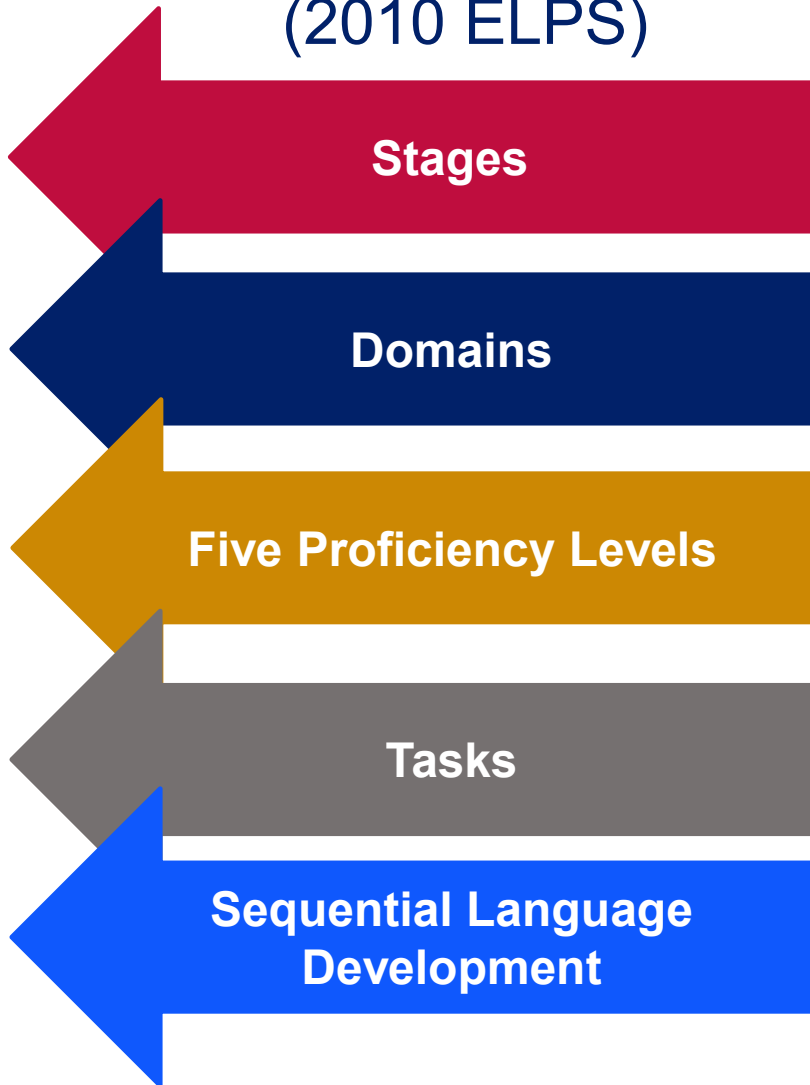 (2010 ELPS)
Stages
Domains
Five Proficiency Levels
Tasks
Sequential Language
Development